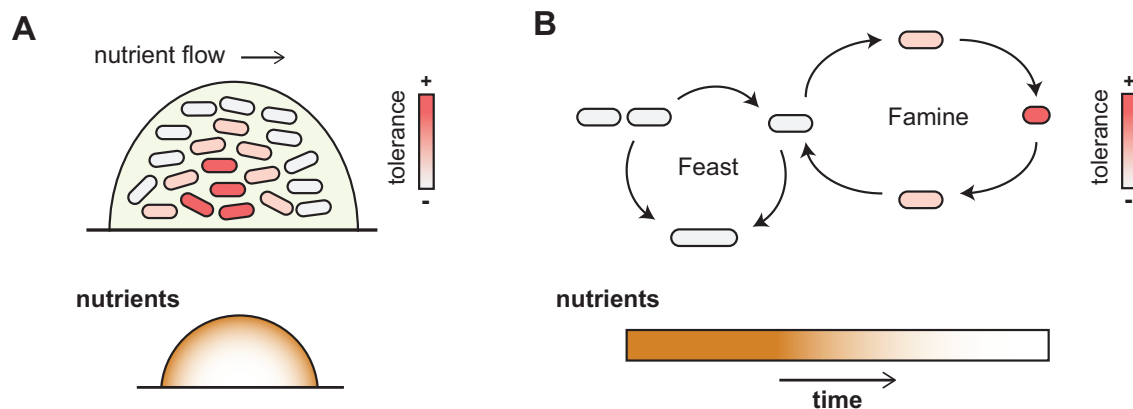 A
nutrient flow
+
tolerance
-
nutrients
B
Feast
Famine
+
tolerance
-
nutrients
time